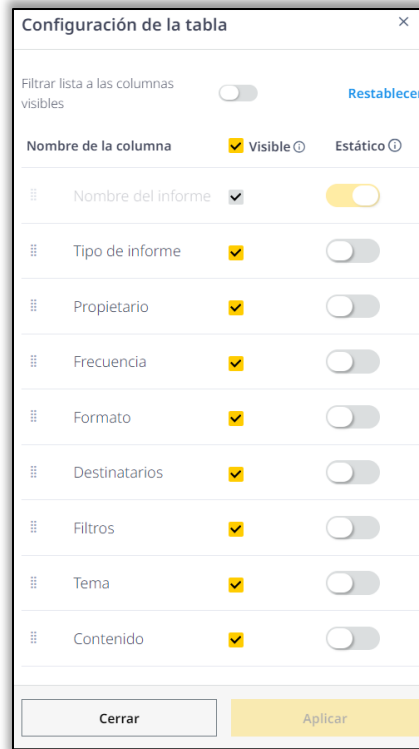 Configuración de la tabla
Filtrar lista a las columnas
visibles
Restablecer
Nombre de la columna Visible Estático
Nombre del informe
Tipo de informe
Propietario
Frecuencia
Formato
Destinatarios
Filtros
Tema
Contenido
Cerrar Aplicar